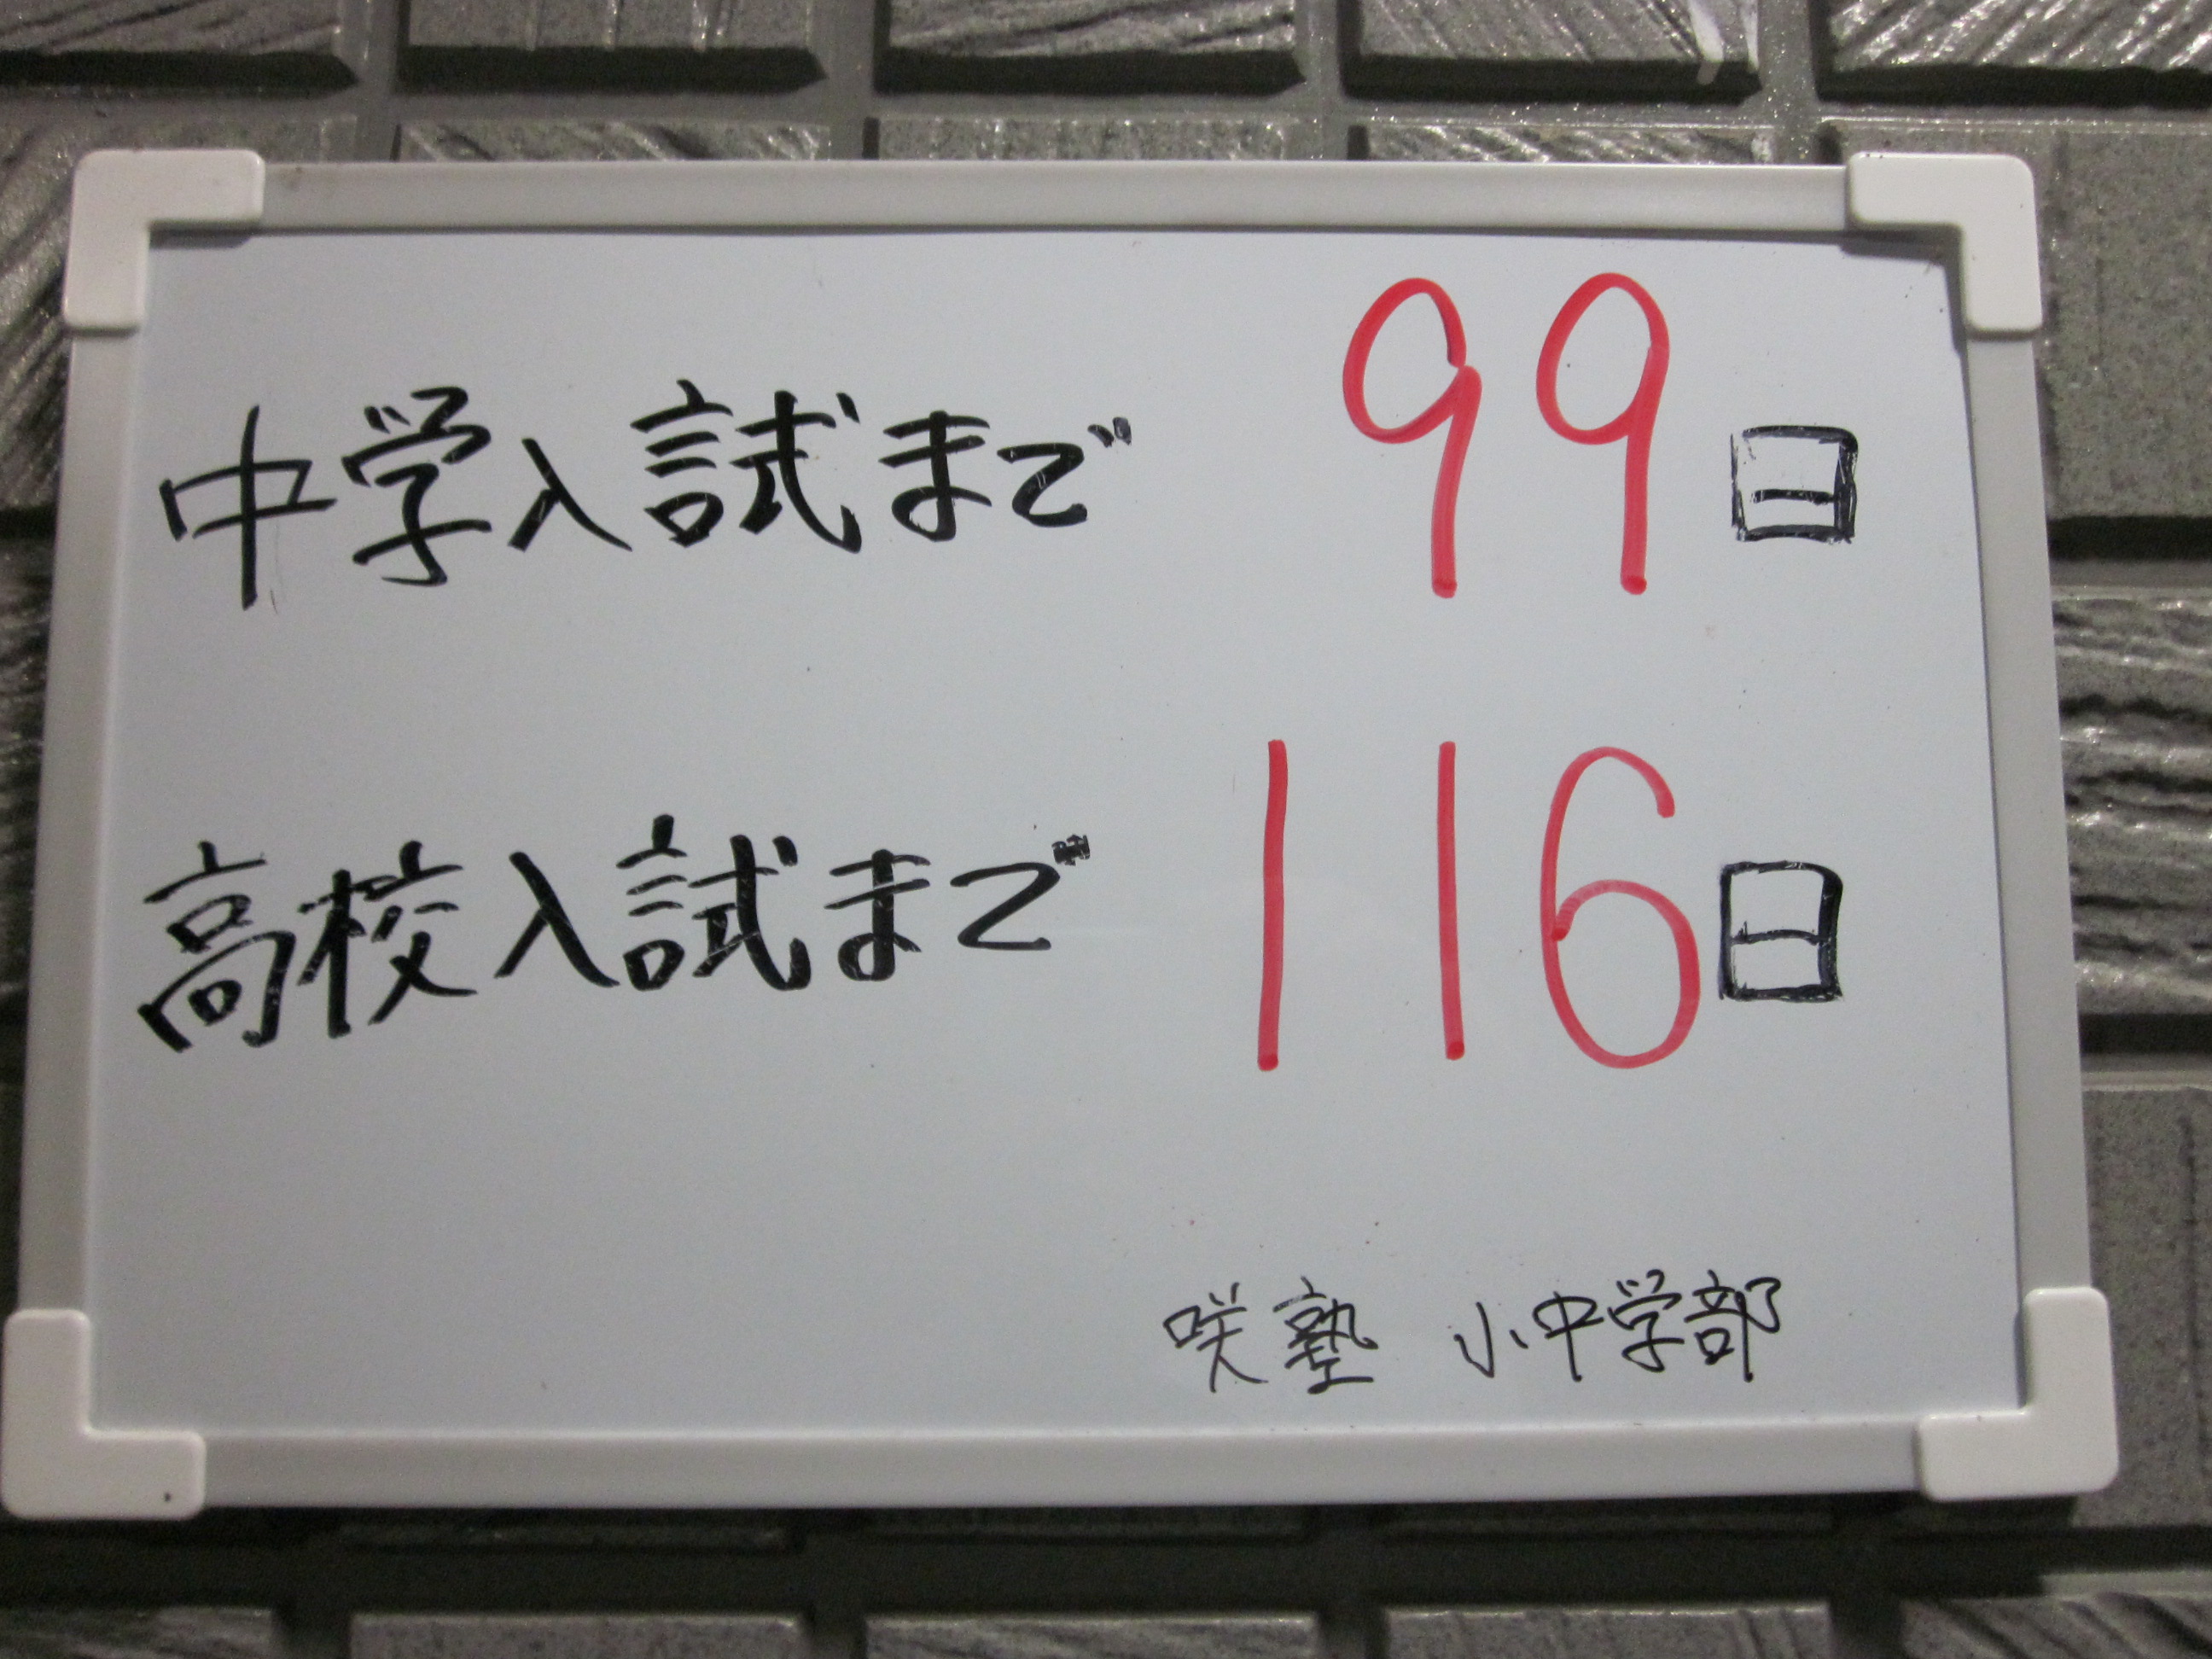 中学入試まで 99日
高校入試まで 116日
咲塾 小中学部